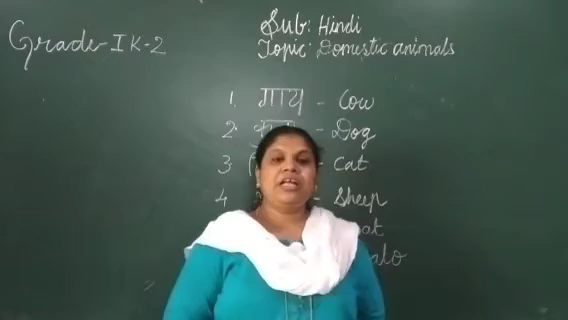 Grade - I K-2
Sub: Hindi
Topic: Domestic animals
1. गाय - Cow
2. - Dog
3 - Cat
4 - Sheep